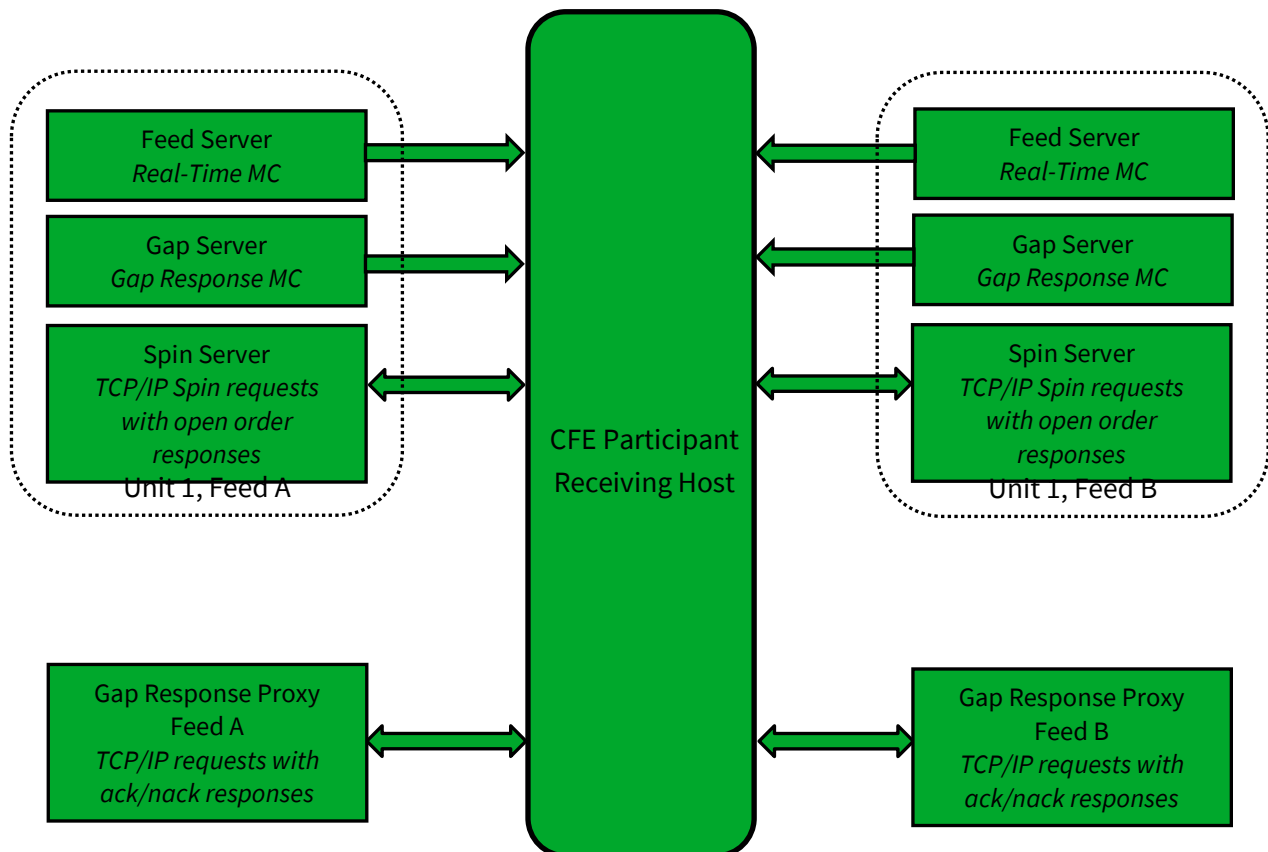 Feed Server
Real-Time MC
Gap Server
Gap Response MC
Spin Server
TCP/IP Spin requests
with open order
responses
Unit 1, Feed A
Gap Response Proxy
Feed A
TCP/IP requests with
ack/nack responses
CFE Participant
Receiving Host
Feed Server
Real-Time MC
Gap Server
Gap Response MC
Spin Server
TCP/IP Spin requests
with open order
responses
Unit 1, Feed B
Gap Response Proxy
Feed B
TCP/IP requests with
ack/nack responses